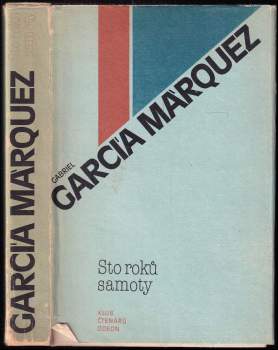 GARCÍA MÁRQUEZ
GABRIEL
GARCÍA MÁRQUEZ
Sto roků
samoty
KLUB
ČTENÁŘŮ
ODEON